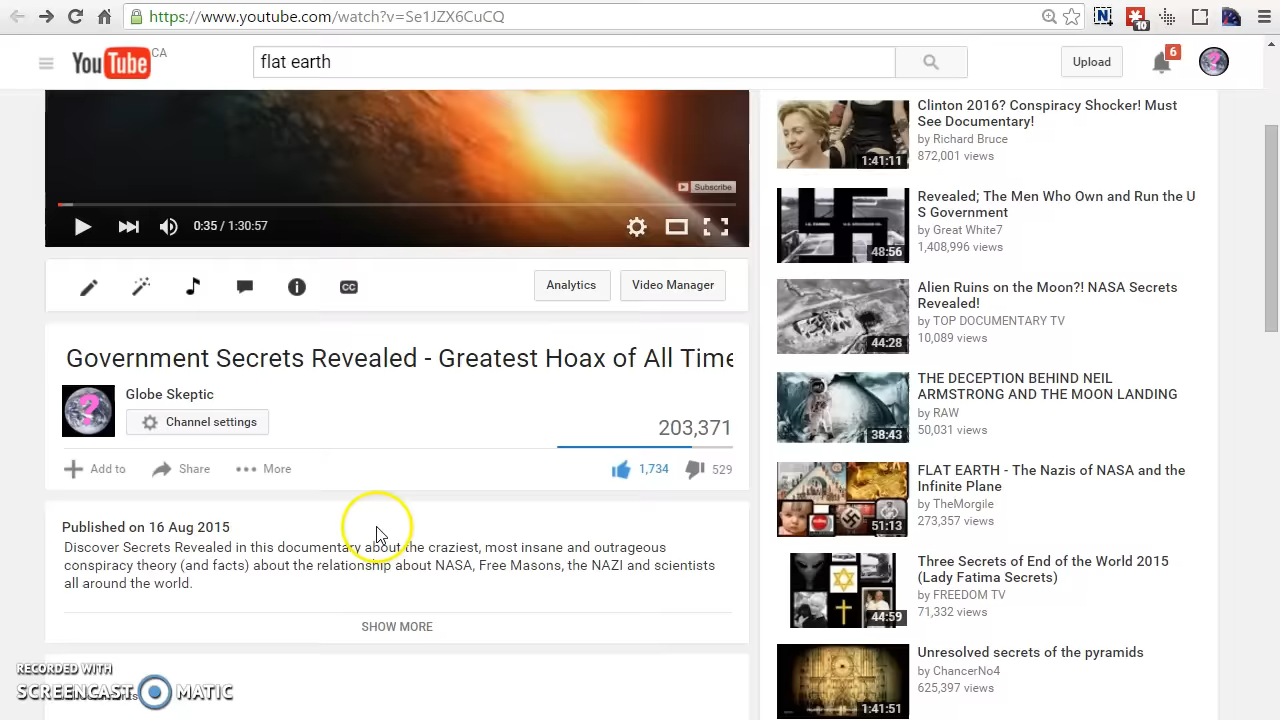 https://www.youtube.com/watch?v=Se1JZX6CuCQ
10
YouTube CA
flat earth
Upload
6
Subscribe
0:35 / 1:30:57
CC
Analytics
Video Manager
Government Secrets Revealed - Greatest Hoax of All Time
Globe Skeptic
Channel settings
203,371
Add to
Share
More
1,734
529
Published on 10 Aug 2015
Discover Secrets Revealed in this documentary about the craziest, most insane and outrageous
conspiracy theory (and facts) about the relationship about NASA, Free Masons, the NAZI and scientists
all around the world.
SHOW MORE
RECORDED WITH
SCREENCAST MATIC
Clinton 2016? Conspiracy Shocker! Must
See Documentary!
by Richard Bruce
872,001 views
1:41:11
Revealed; The Men Who Own and Run the U
S Government
by Great White7
1,408,996 views
48:56
Alien Ruins on the Moon?! NASA Secrets
Revealed!
by TOP DOCUMENTARY TV
10,089 views
44:28
THE DECEPTION BEHIND NEIL
ARMSTRONG AND THE MOON LANDING
by RAW
50,031 views
38:43
FLAT EARTH - The Nazis of NASA and the
Infinite Plane
by TheMorgile
273,357 views
51:13
Three Secrets of End of the World 2015
(Lady Fatima Secrets)
by FREEDOM TV
71,332 views
44:59
Unresolved secrets of the pyramids
by ChancerNo4
625,397 views
1:41:51